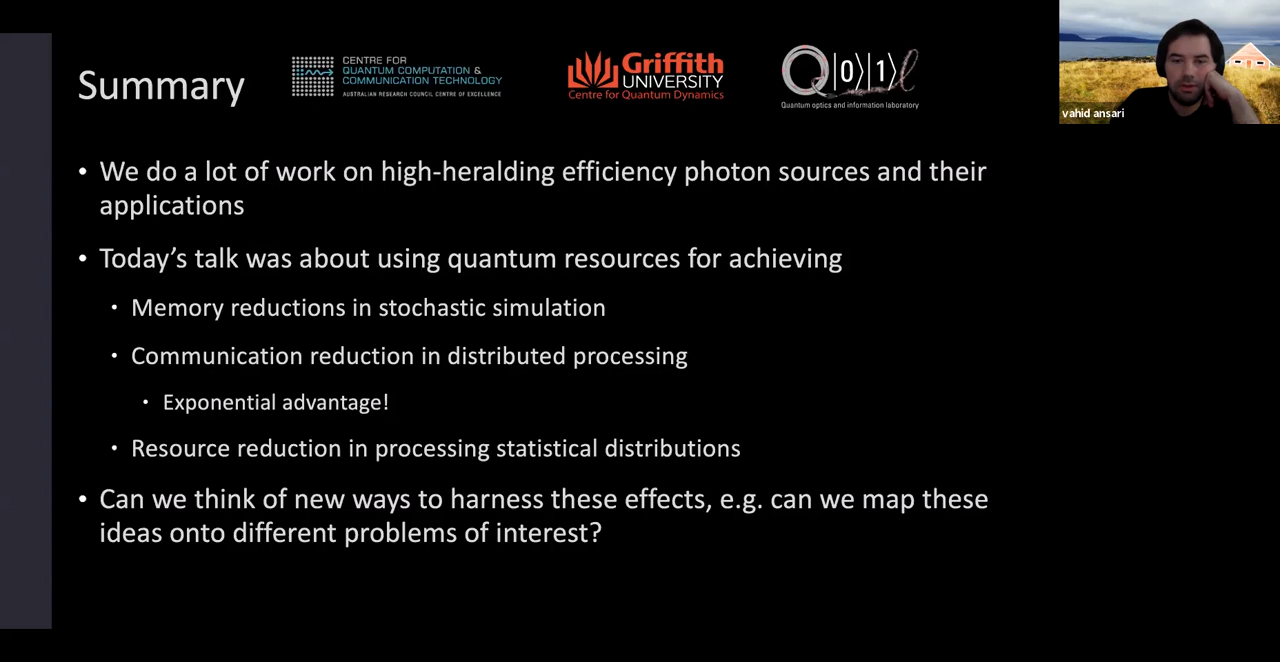 Summary
CENTRE FOR
QUANTUM COMPUTATION &
COMMUNICATION TECHNOLOGY
AUSTRALIAN RESEARCH COUNCIL CENTRE OF EXCELLENCE
Griffith
UNIVERSITY
Centre for Quantum Dynamics
Q|0⟩|1⟩ℓ
Quantum optics and information laboratory
vahid ansari
• We do a lot of work on high-heralding efficiency photon sources and their
applications
• Today’s talk was about using quantum resources for achieving
• Memory reductions in stochastic simulation
• Communication reduction in distributed processing
• Exponential advantage!
• Resource reduction in processing statistical distributions
• Can we think of new ways to harness these effects, e.g. can we map these
ideas onto different problems of interest?